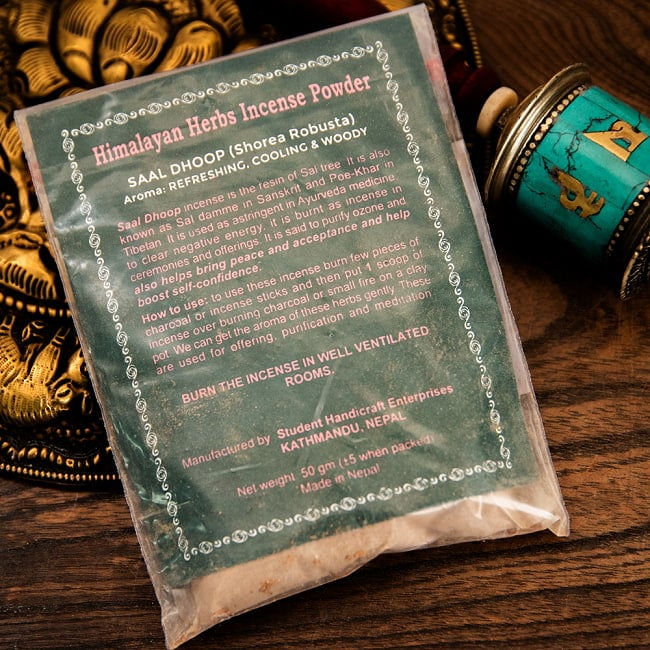 Himalayan Herbs Incense Powder
SAAL DHOOP (Shorea Robusta)
Aroma: REFRESHING, COOLING & WOODY
Saal Dhoop incense is the resin of Sal tree. It is also
known as Sal damme in Sanskrit and Poe-Khar in
Tibetan. It is used as astringent in Ayurveda medicine,
to clear negative energy, it is burnt as incense in
ceremonies and offerings. It is said to purify ozone and
also helps bring peace and acceptance and help
boost self-confidence.
How to use: to use these incense burn few pieces of
charcoal or incense sticks and then put 1 scoop of
incense over burning charcoal or small fire on a clay
pot. We can get the aroma of these herbs gently. These
are used for offering, purification and meditation
BURN THE INCENSE IN WELL VENTILATED
ROOMS.
Manufactured by Student Handicraft Enterprises
KATHMANDU, NEPAL
Net weight 50 gm (±5 when packed)
Made in Nepal